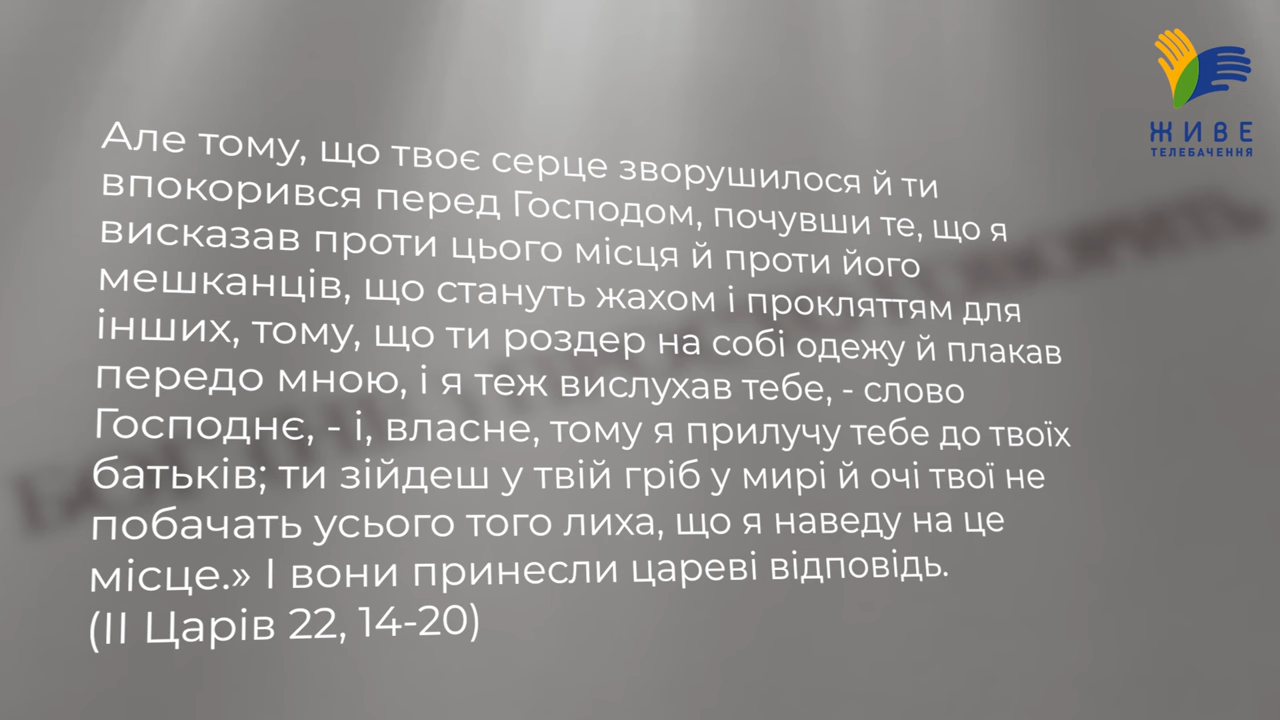 ЖИВЕ
ТЕЛЕБАЧЕННЯ
Але тому, що твоє серце зворушилося й ти
впокорився перед Господом, почувши те, що я
висказав проти цього місця й проти його
мешканців, що стануть жахом і прокляттям для
інших, тому, що ти роздер на собі одежу й плакав
передо мною, і я теж вислухав тебе, - слово
Господнє, - і, власне, тому я прилучу тебе до твоїх
батьків; ти зійдеш у твій гріб у мирі й очі твої не
побачать усього того лиха, що я наведу на це
місце.» І вони принесли цареві відповідь.
(ІІ Царів 22, 14-20)